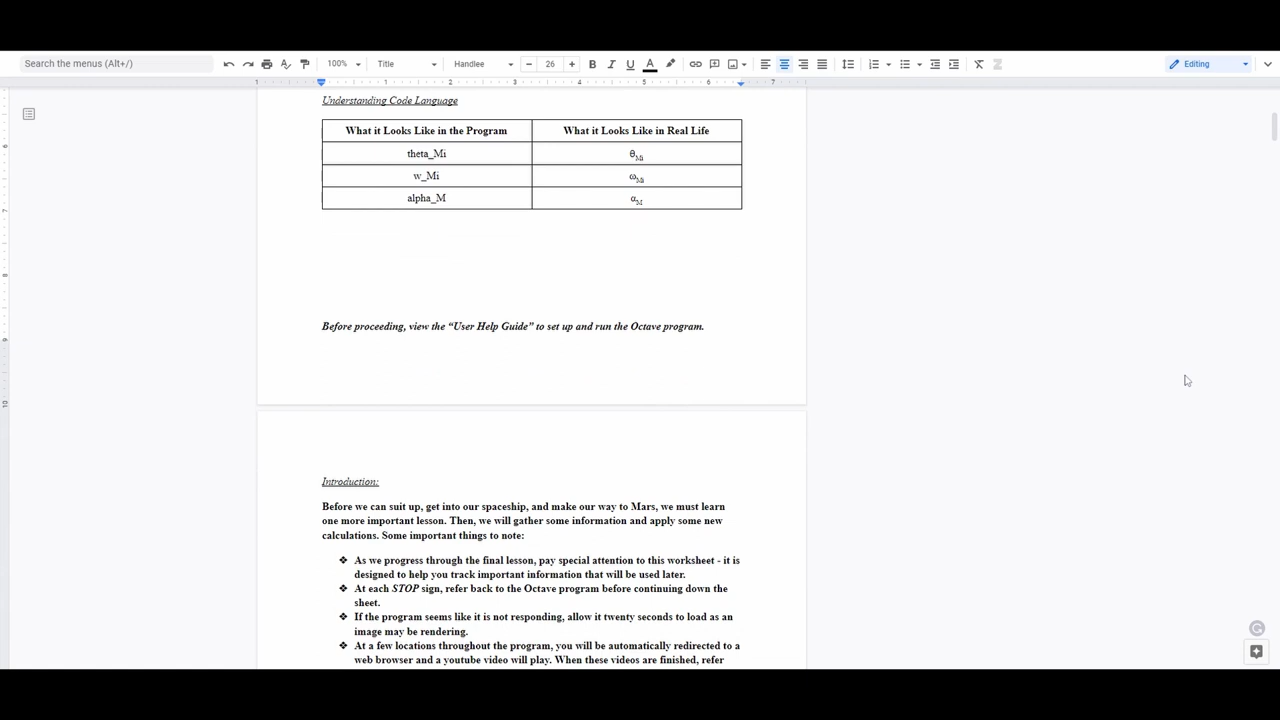 Search the menus (Alt+/) 100% Title Handlee 26 Editing
1 1 2 3 4 5 6 7
Understanding Code Language
What it Looks Like in the Program What it Looks Like in Real Life
theta_Mi θMi
w_Mi ωMi
alpha_M αM
Before proceeding, view the “User Help Guide” to set up and run the Octave program.
Introduction:
Before we can suit up, get into our spaceship, and make our way to Mars, we must learn
one more important lesson. Then, we will gather some information and apply some new
calculations. Some important things to note:
❖ As we progress through the final lesson, pay special attention to this worksheet - it is
designed to help you track important information that will be used later.
❖ At each STOP sign, refer back to the Octave program before continuing down the
sheet.
❖ If the program seems like it is not responding, allow it twenty seconds to load as an
image may be rendering.
❖ At a few locations throughout the program, you will be automatically redirected to a
web browser and a youtube video will play. When these videos are finished, refer